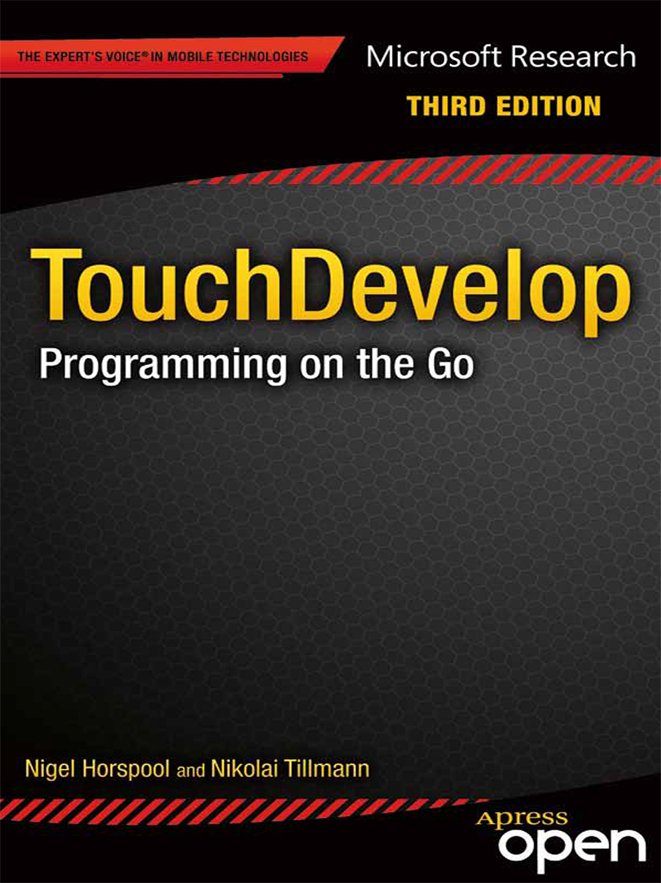 THE EXPERT'S VOICE® IN MOBILE TECHNOLOGIES
Microsoft Research
THIRD EDITION
TouchDevelop
Programming on the Go
Nigel Horspool and Nikolai Tillmann
Apress
open